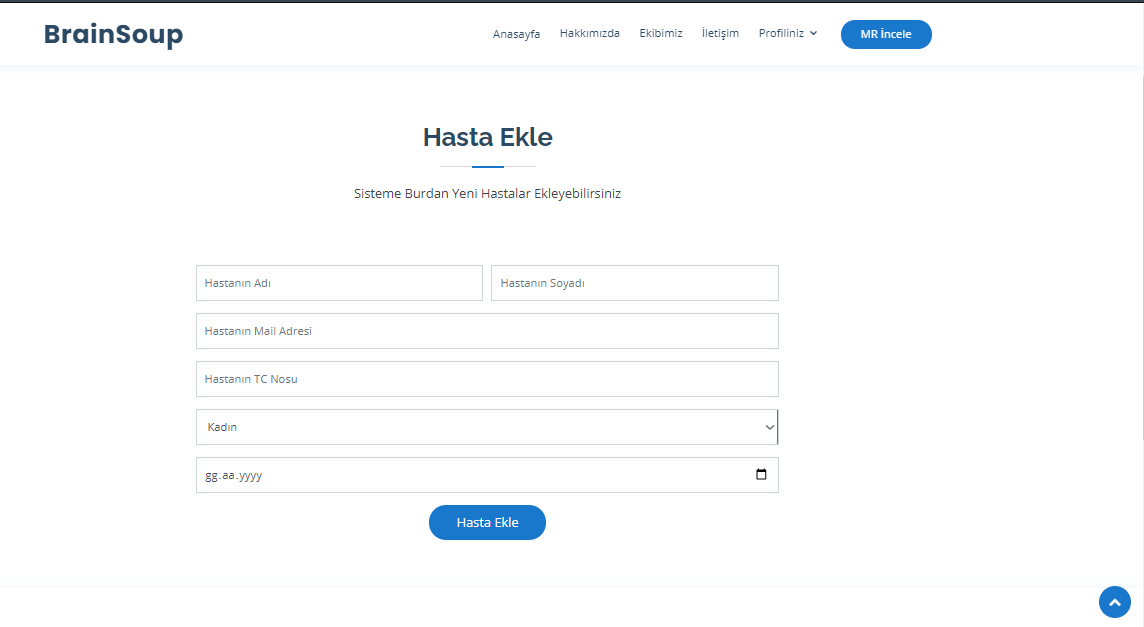 BrainSoup
Anasayfa Hakkımızda Ekibimiz İletişim Profiliniz MR İncele
Hasta Ekle
Sisteme Burdan Yeni Hastalar Ekleyebilirsiniz
Hastanın Adı Hastanın Soyadı
Hastanın Mail Adresi
Hastanın TC Nosu
Kadın
gg.aa.yyyy
Hasta Ekle